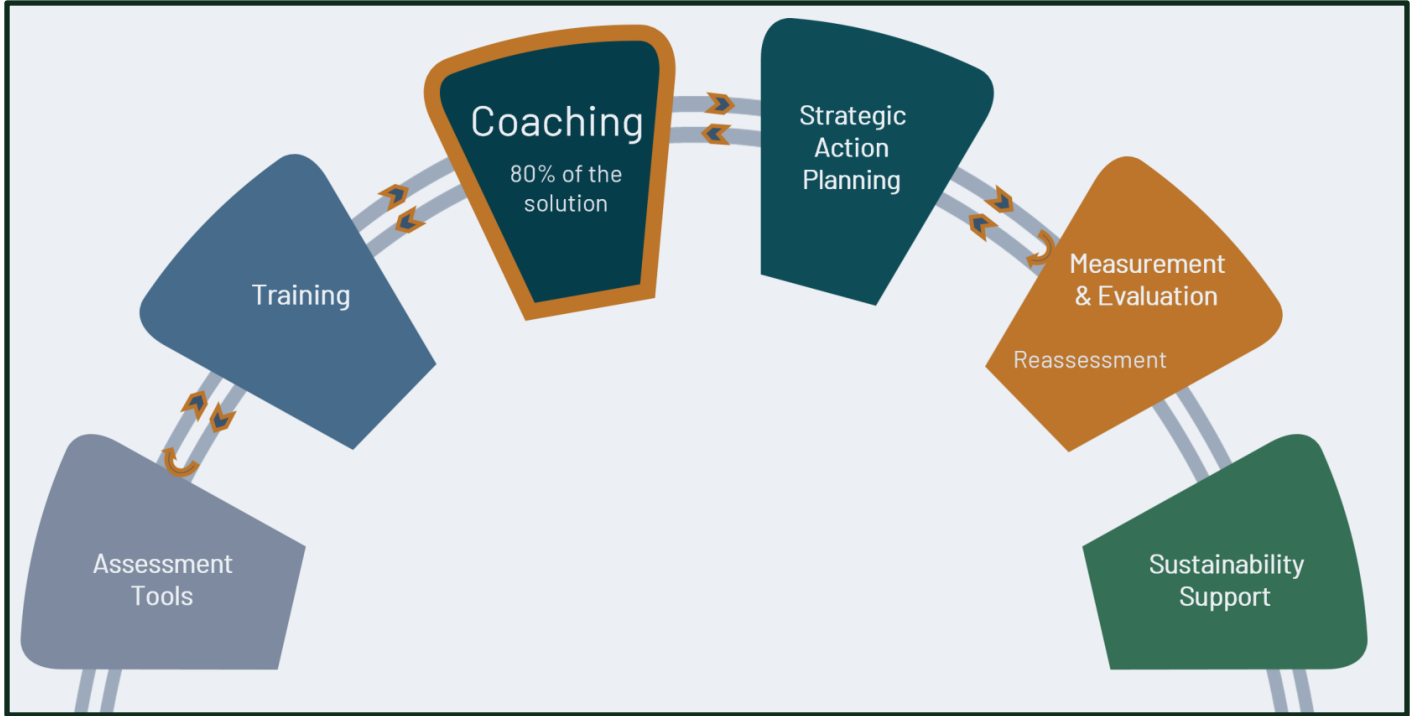 Coaching
80% of the
solution
Strategic
Action
Planning
Training
Measurement
& Evaluation
Reassessment
Assessment
Tools
Sustainability
Support